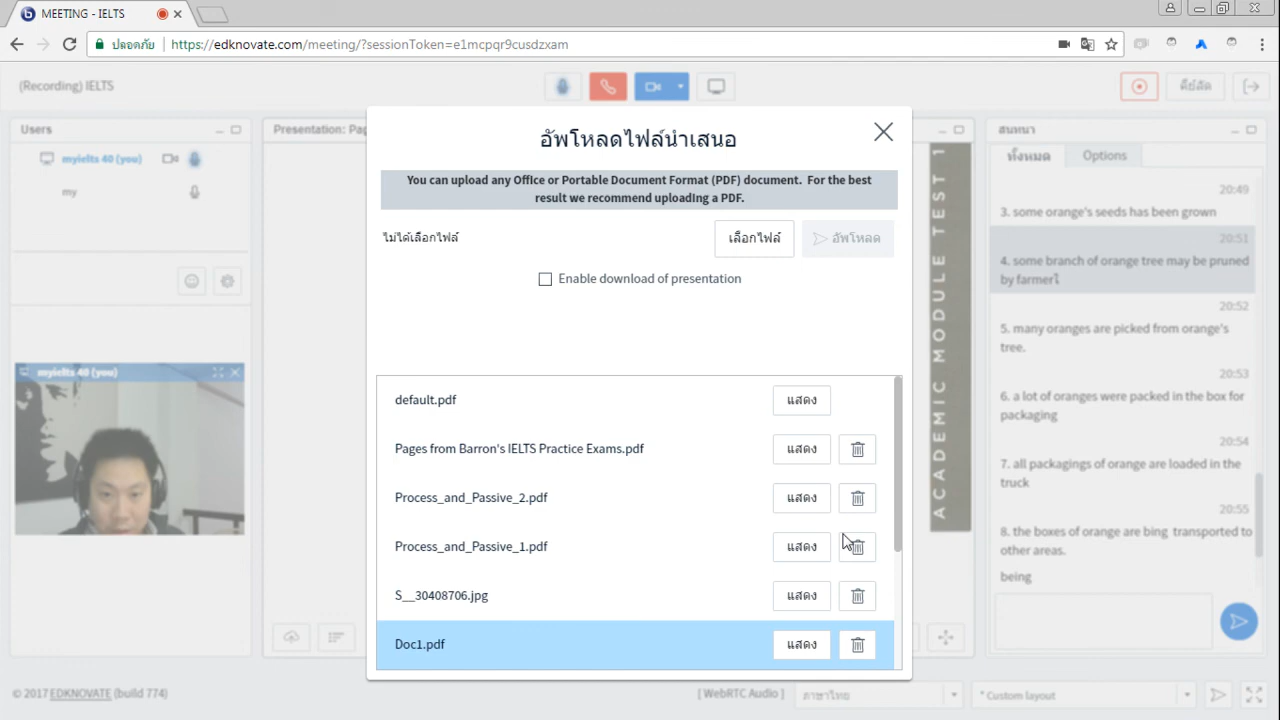 MEETING - IELTS
ปลอดภัย
https://edknovate.com/meeting/?sessionToken=e1mcpqr9cusdzxam
(Recording) IELTS
คีย์ลัด
Users
myielts 40 (you)
my
myielts 40 (you)
Presentation: Pag
อัพโหลดไฟล์นำเสนอ
You can upload any Office or Portable Document Format (PDF) document. For the best
result we recommend uploading a PDF.
ไม่ได้เลือกไฟล์
เลือกไฟล์
อัพโหลด
Enable download of presentation
default.pdf
แสดง
Pages from Barron's IELTS Practice Exams.pdf
แสดง
Process_and_Passive_2.pdf
แสดง
Process_and_Passive_1.pdf
แสดง
S__30408706.jpg
แสดง
Doc1.pdf
แสดง
ACADEMIC MODULE TEST 1
สนทนา
ทั้งหมด
Options
20:49
3. some orange's seeds has been grown
20:51
4. some branch of orange tree may be pruned
by farmerไ
20:52
5. many oranges are picked from orange's
tree.
20:53
6. a lot of oranges were packed in the box for
packaging
20:54
7. all packagings of orange are loaded in the
truck
20:55
8. the boxes of orange are bing transported to
other areas.
being
© 2017 EDKNOVATE (build 774)
[ WebRTC Audio ]
ภาษาไทย
* Custom layout